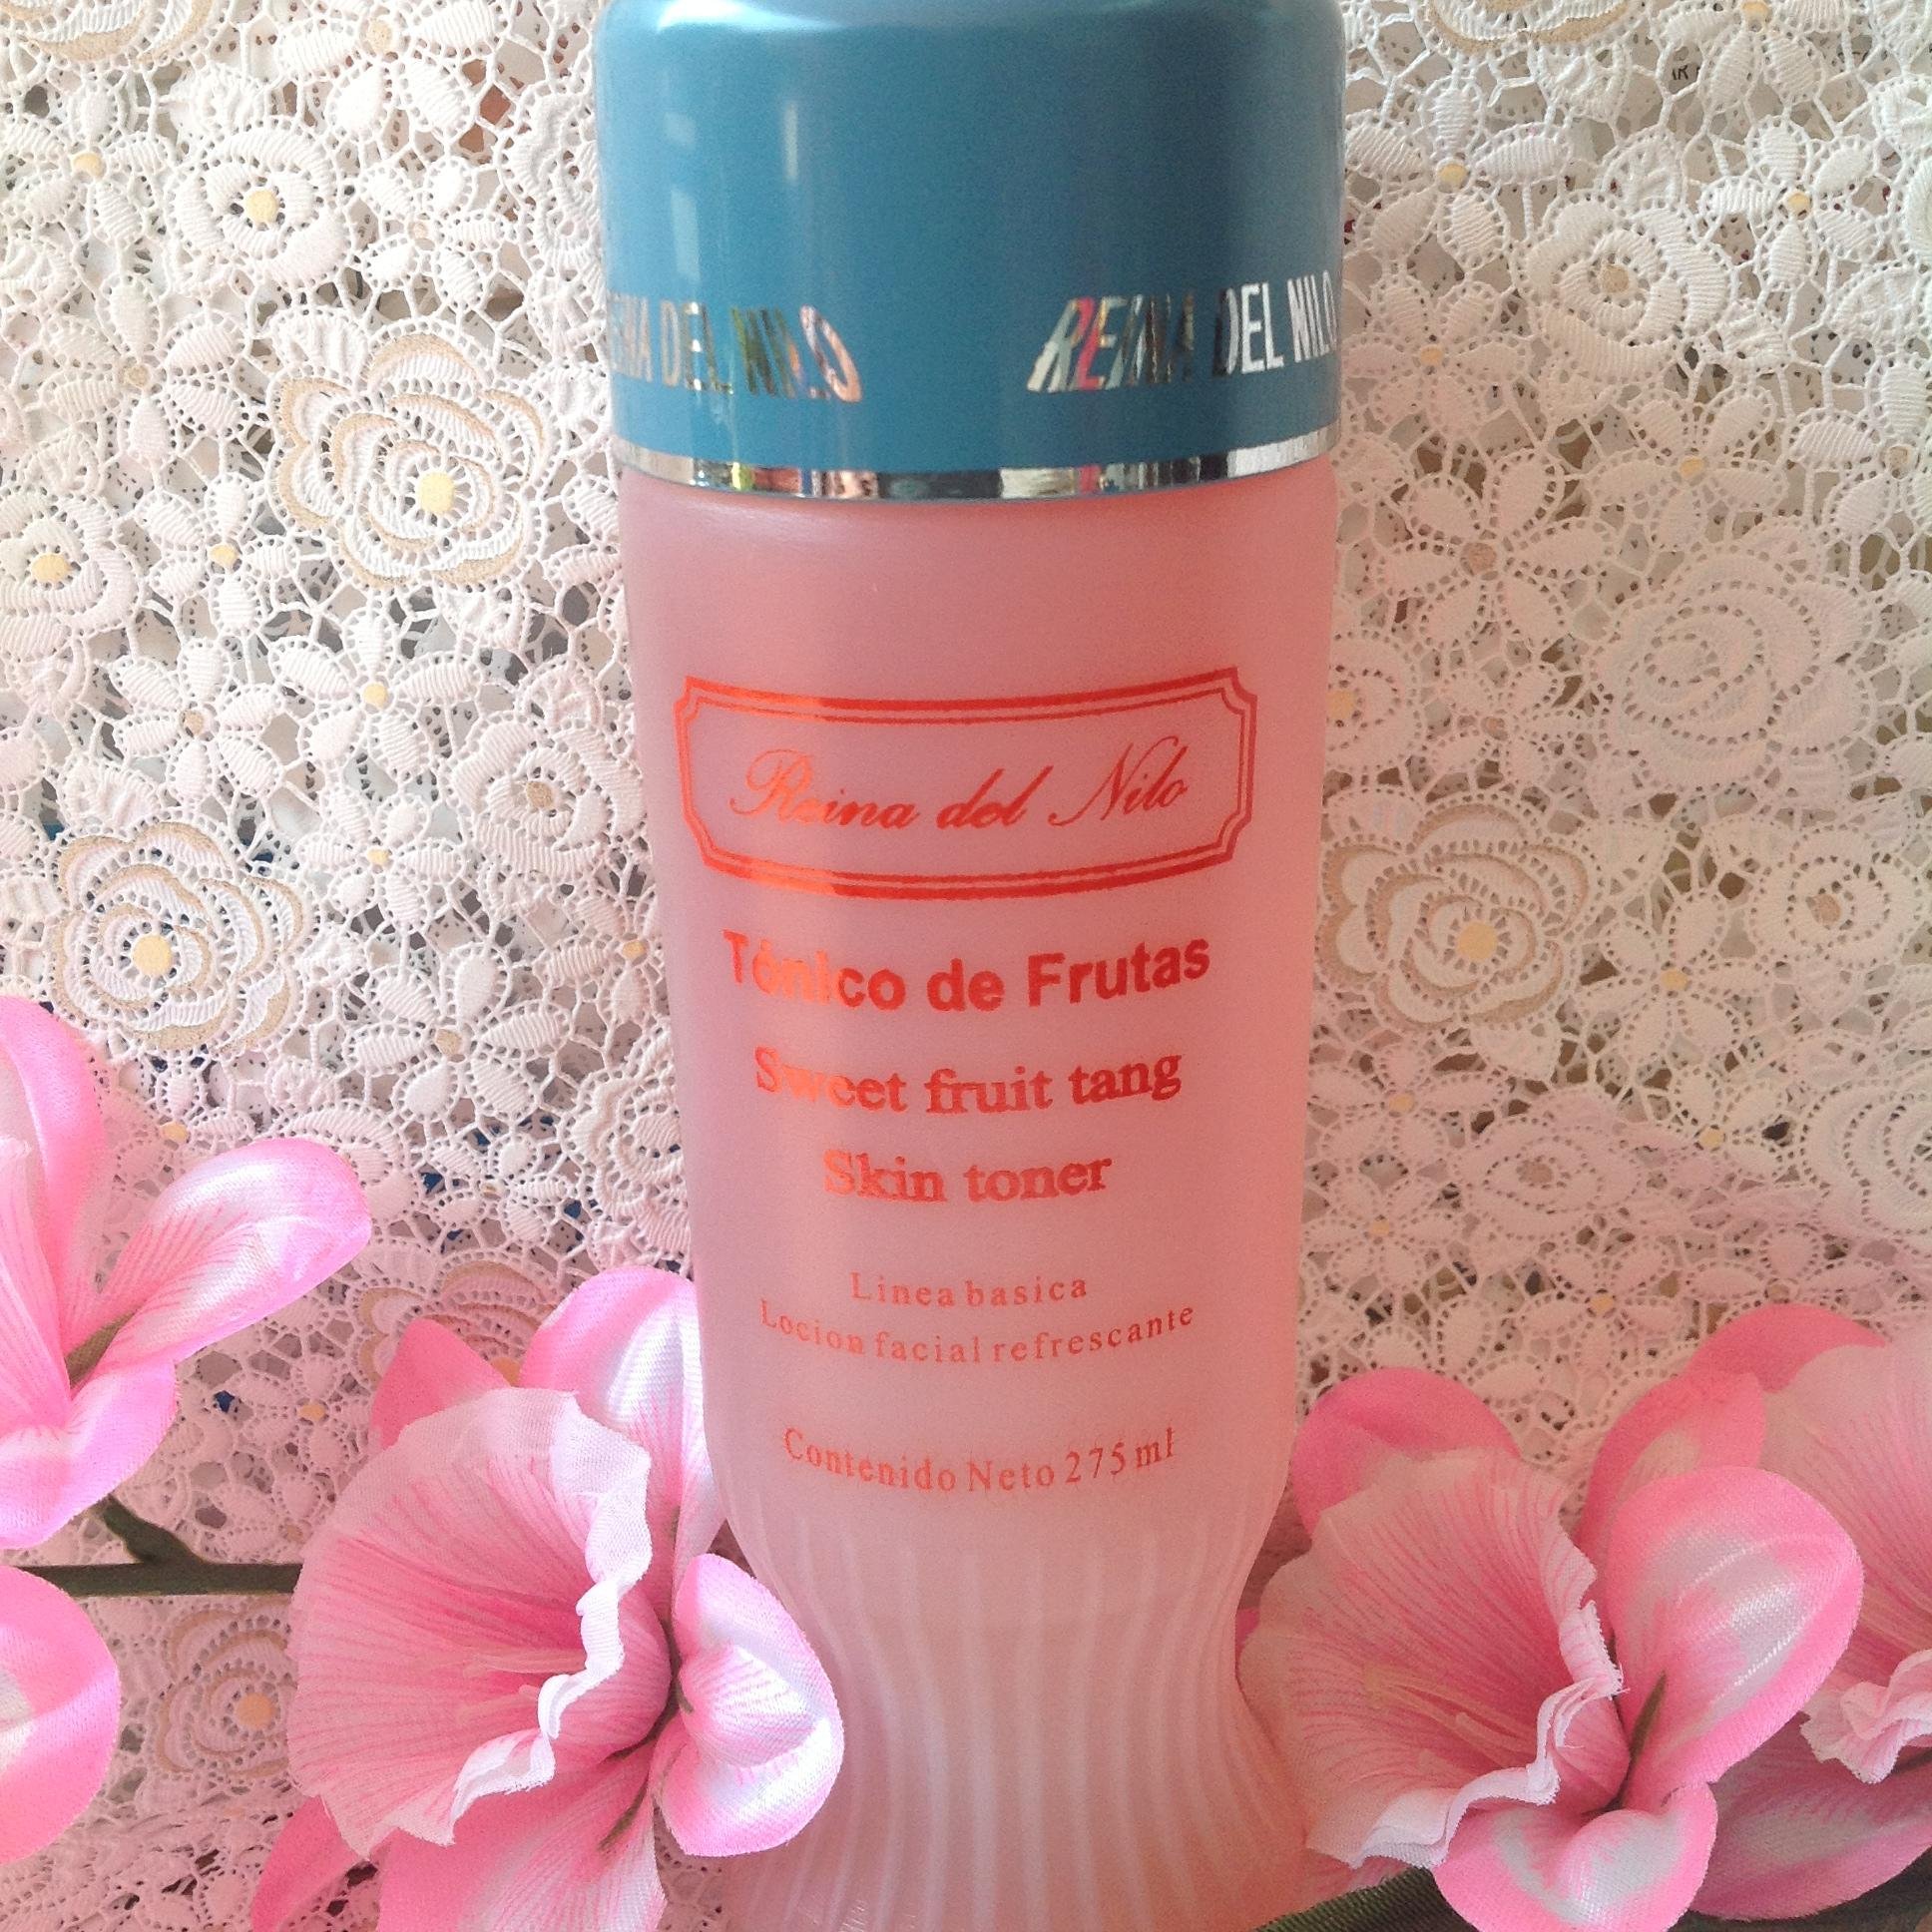 REINA DEL NILO REINA DEL NILO
Reina del Nilo
Tónico de Frutas
Sweet fruit tang
Skin toner
Linea basica
Locion facial refrescante
Contenido Neto 275 ml